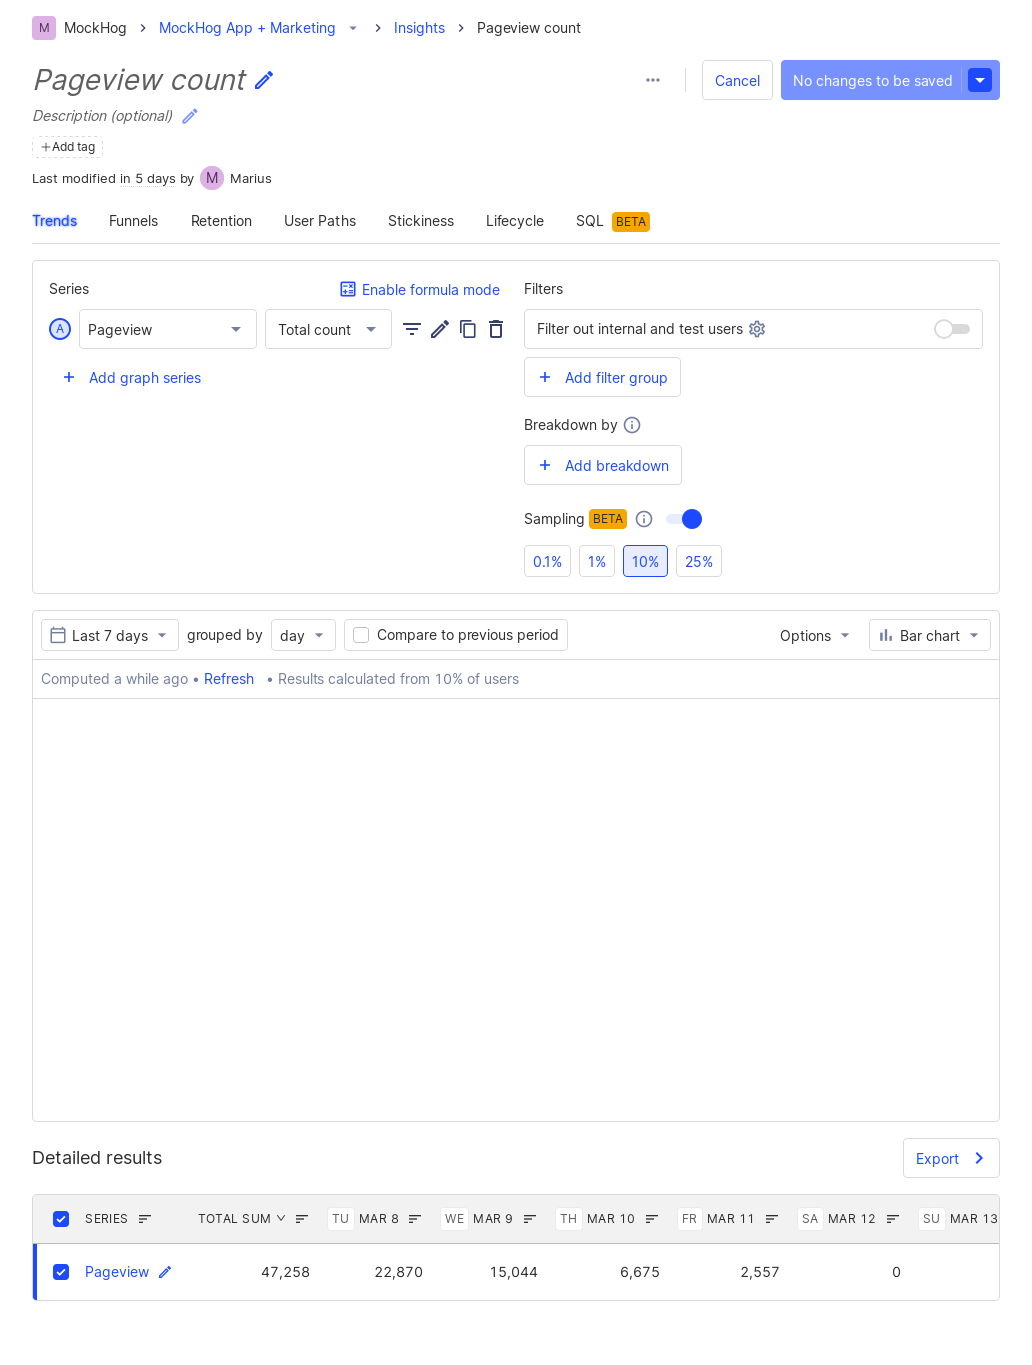 M MockHog MockHog App + Marketing Insights Pageview count
Pageview count
Cancel No changes to be saved
Description (optional)
+Add tag
Last modified in 5 days by M Marius
Trends Funnels Retention User Paths Stickiness Lifecycle SQL BETA
Series Enable formula mode
A Pageview Total count
+ Add graph series
Filters
Filter out internal and test users
+ Add filter group
Breakdown by
+ Add breakdown
Sampling BETA
0.1% 1% 10% 25%
Last 7 days grouped by day Compare to previous period Options Bar chart
Computed a while ago • Refresh • Results calculated from 10% of users
Detailed results Export
SERIES TOTAL SUM TU MAR 8 WE MAR 9 TH MAR 10 FR MAR 11 SA MAR 12 SU MAR 13
Pageview 47,258 22,870 15,044 6,675 2,557 0